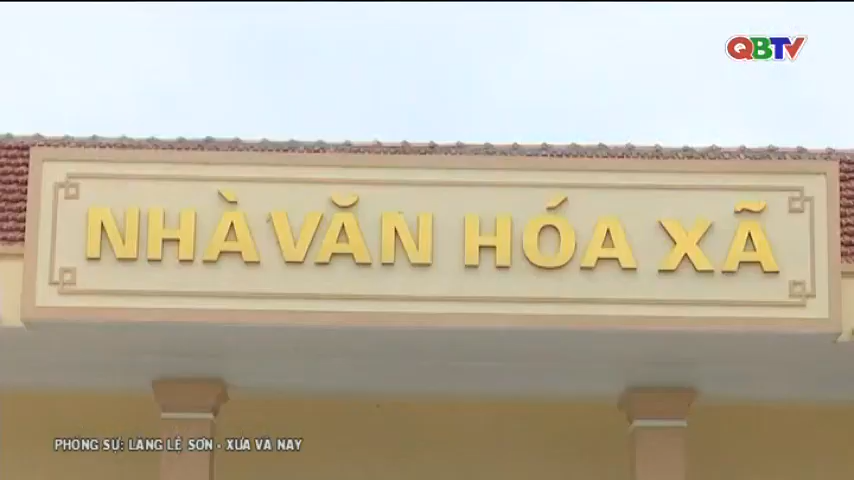 QBTV
NHÀ VĂN HÓA XÃ
PHÓNG SỰ: LÀNG LỆ SƠN - XƯA VÀ NAY